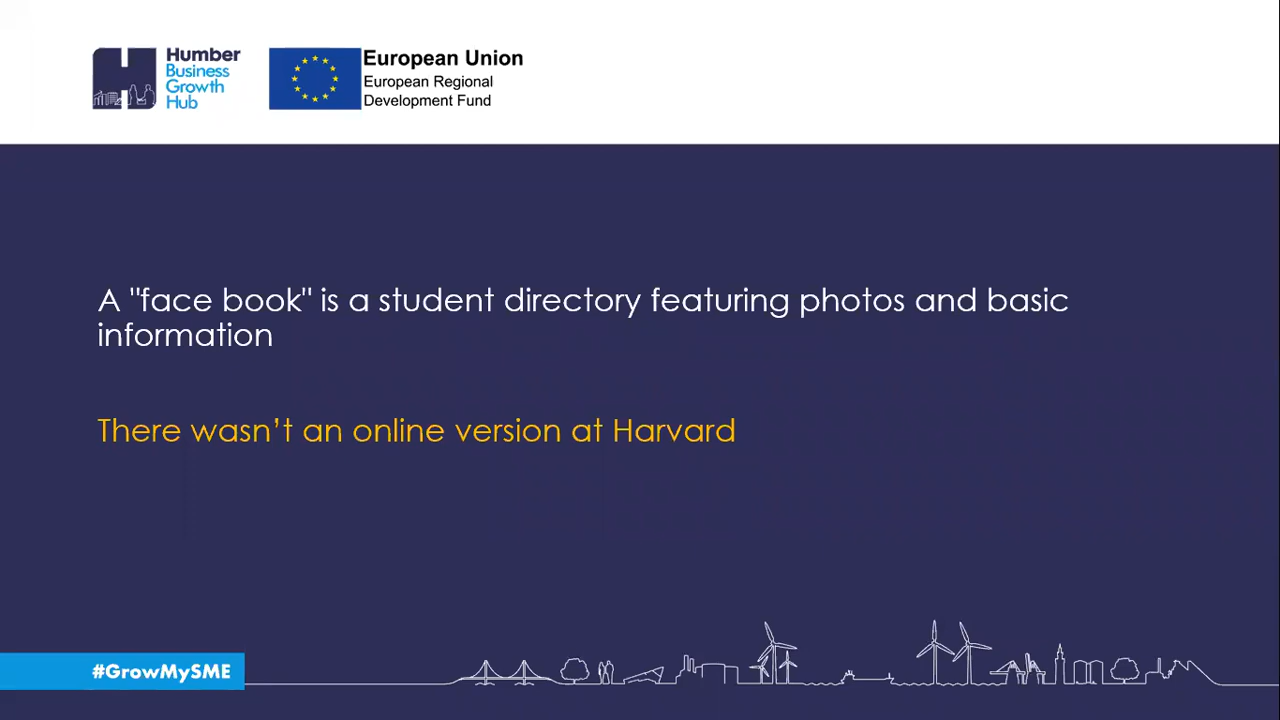 Humber
Business
Growth
Hub
European Union
European Regional
Development Fund
A "face book" is a student directory featuring photos and basic
information
There wasn’t an online version at Harvard
#GrowMySME